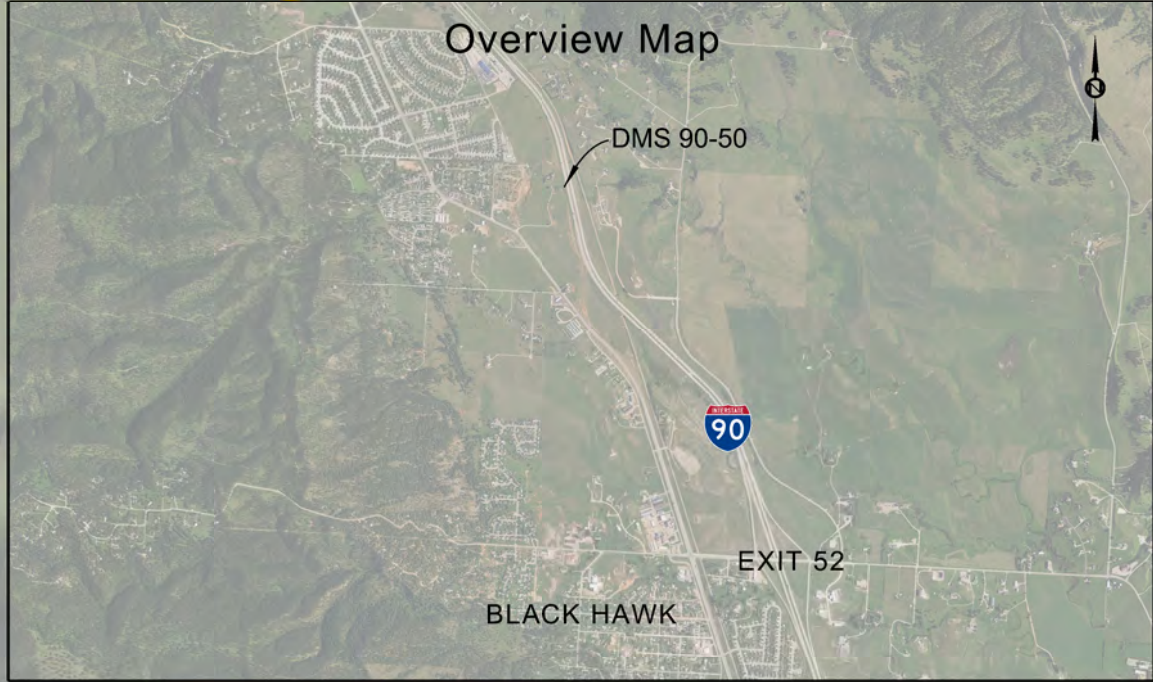 Overview Map
N
DMS 90-50
INTERSTATE
90
EXIT 52
BLACK HAWK